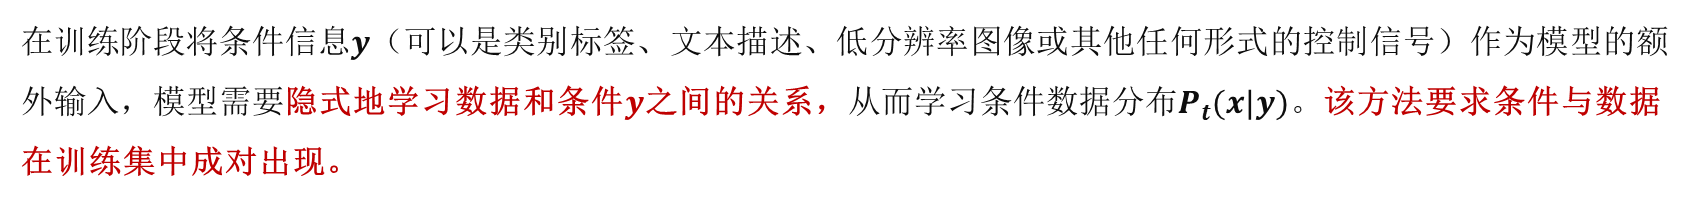 在训练阶段将条件信息y（可以是类别标签、文本描述、低分辨率图像或其他任何形式的控制信号）作为模型的额
外输入，模型需要隐式地学习数据和条件y之间的关系，从而学习条件数据分布P_t(x|y)。该方法要求条件与数据
在训练集中成对出现。